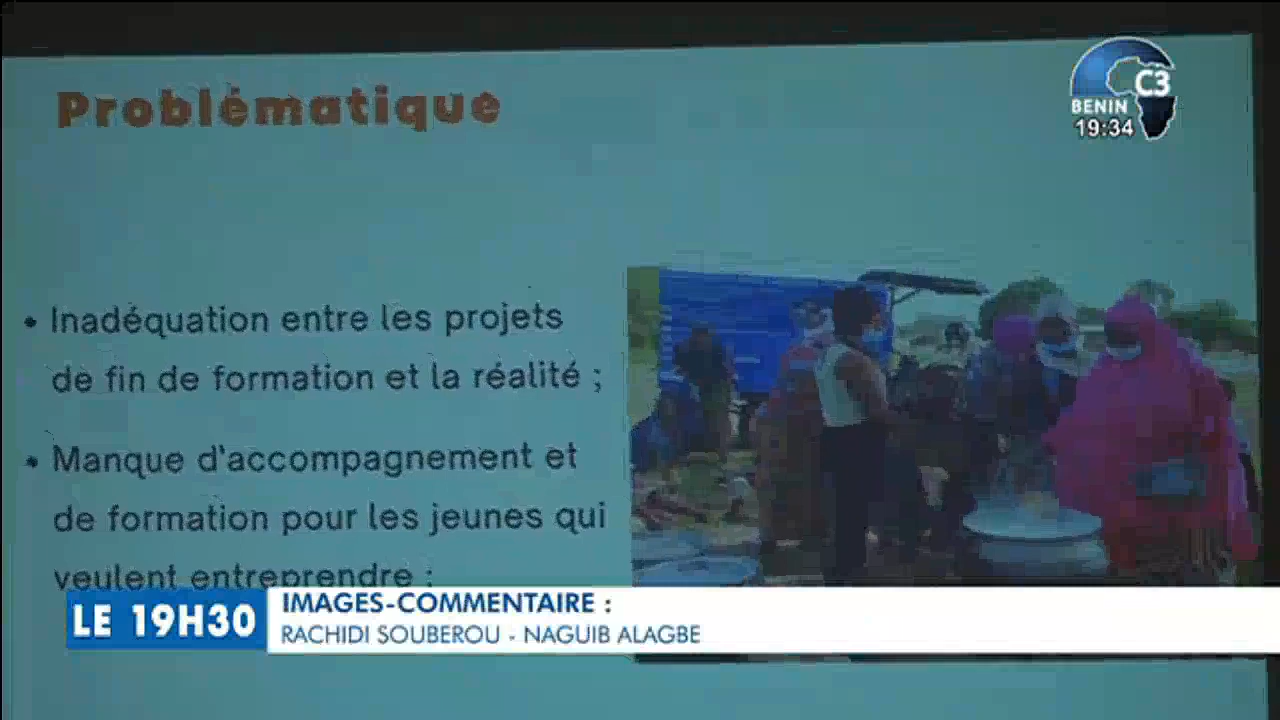 Problématique
C3
BENIN
19:34
• Inadéquation entre les projets
de fin de formation et la réalité ;
• Manque d'accompagnement et
de formation pour les jeunes qui
veulent entreprendre ;
LE 19H30
IMAGES-COMMENTAIRE :
RACHIDI SOUBEROU - NAGUIB ALAGBE